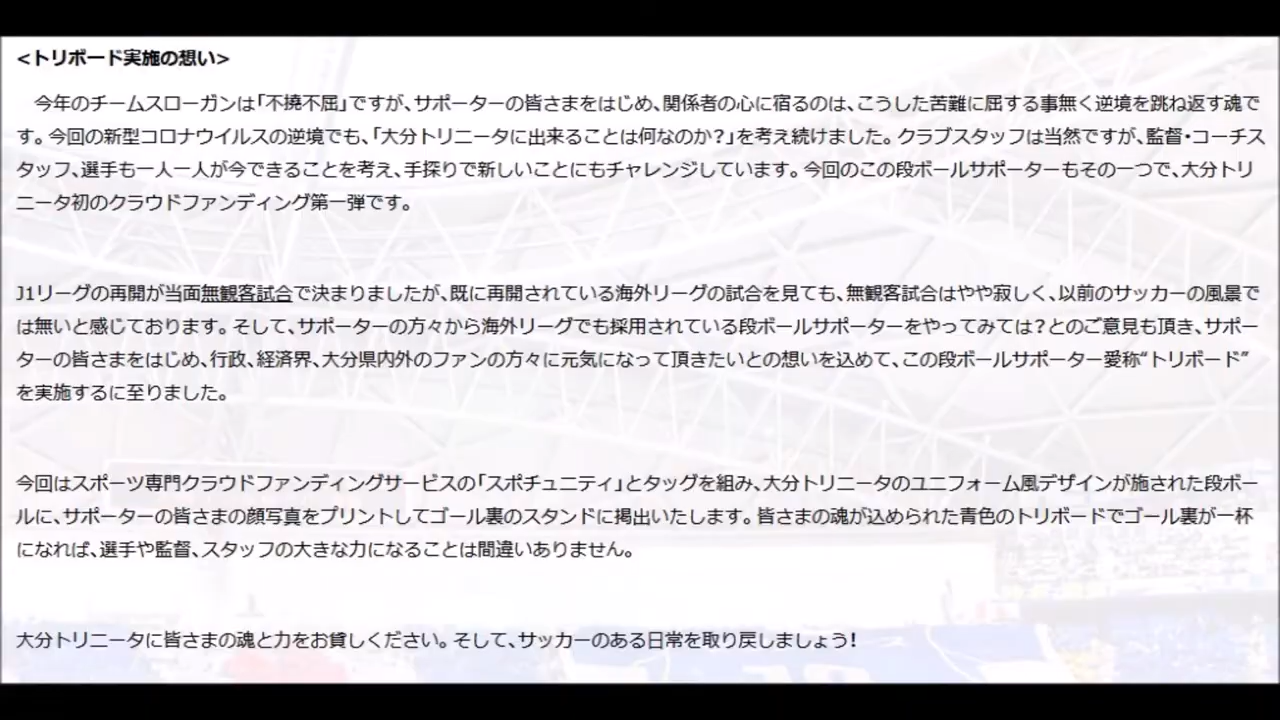 <トリボード実施の想い>
今年のチームスローガンは「不撓不屈」ですが、サポーターの皆さまをはじめ、関係者の心に宿るのは、こうした苦難に屈する事無く逆境を跳ね返す魂で
す。今回の新型コロナウイルスの逆境でも、「大分トリニータに出来ることは何なのか？」を考え続けました。クラブスタッフは当然ですが、監督・コーチス
タッフ、選手も一人一人が今できることを考え、手探りで新しいことにもチャレンジしています。今回のこの段ボールサポーターもその一つで、大分トリ
ニータ初のクラウドファンディング第一弾です。
J1リーグの再開が当面無観客試合で決まりましたが、既に再開されている海外リーグの試合を見ても、無観客試合はやや寂しく、以前のサッカーの風景で
は無いと感じております。そして、サポーターの方々から海外リーグでも採用されている段ボールサポーターをやってみては？とのご意見も頂き、サポー
ターの皆さまをはじめ、行政、経済界、大分県内外のファンの方々に元気になって頂きたいとの想いを込めて、この段ボールサポーター愛称“トリボード”
を実施するに至りました。
今回はスポーツ専門クラウドファンディングサービスの「スポチュニティ」とタッグを組み、大分トリニータのユニフォーム風デザインが施された段ボー
ルに、サポーターの皆さまの顔写真をプリントしてゴール裏のスタンドに掲出いたします。皆さまの魂が込められた青色のトリボードでゴール裏が一杯
になれば、選手や監督、スタッフの大きな力になることは間違いありません。
大分トリニータに皆さまの魂と力をお貸しください。そして、サッカーのある日常を取り戻しましょう！